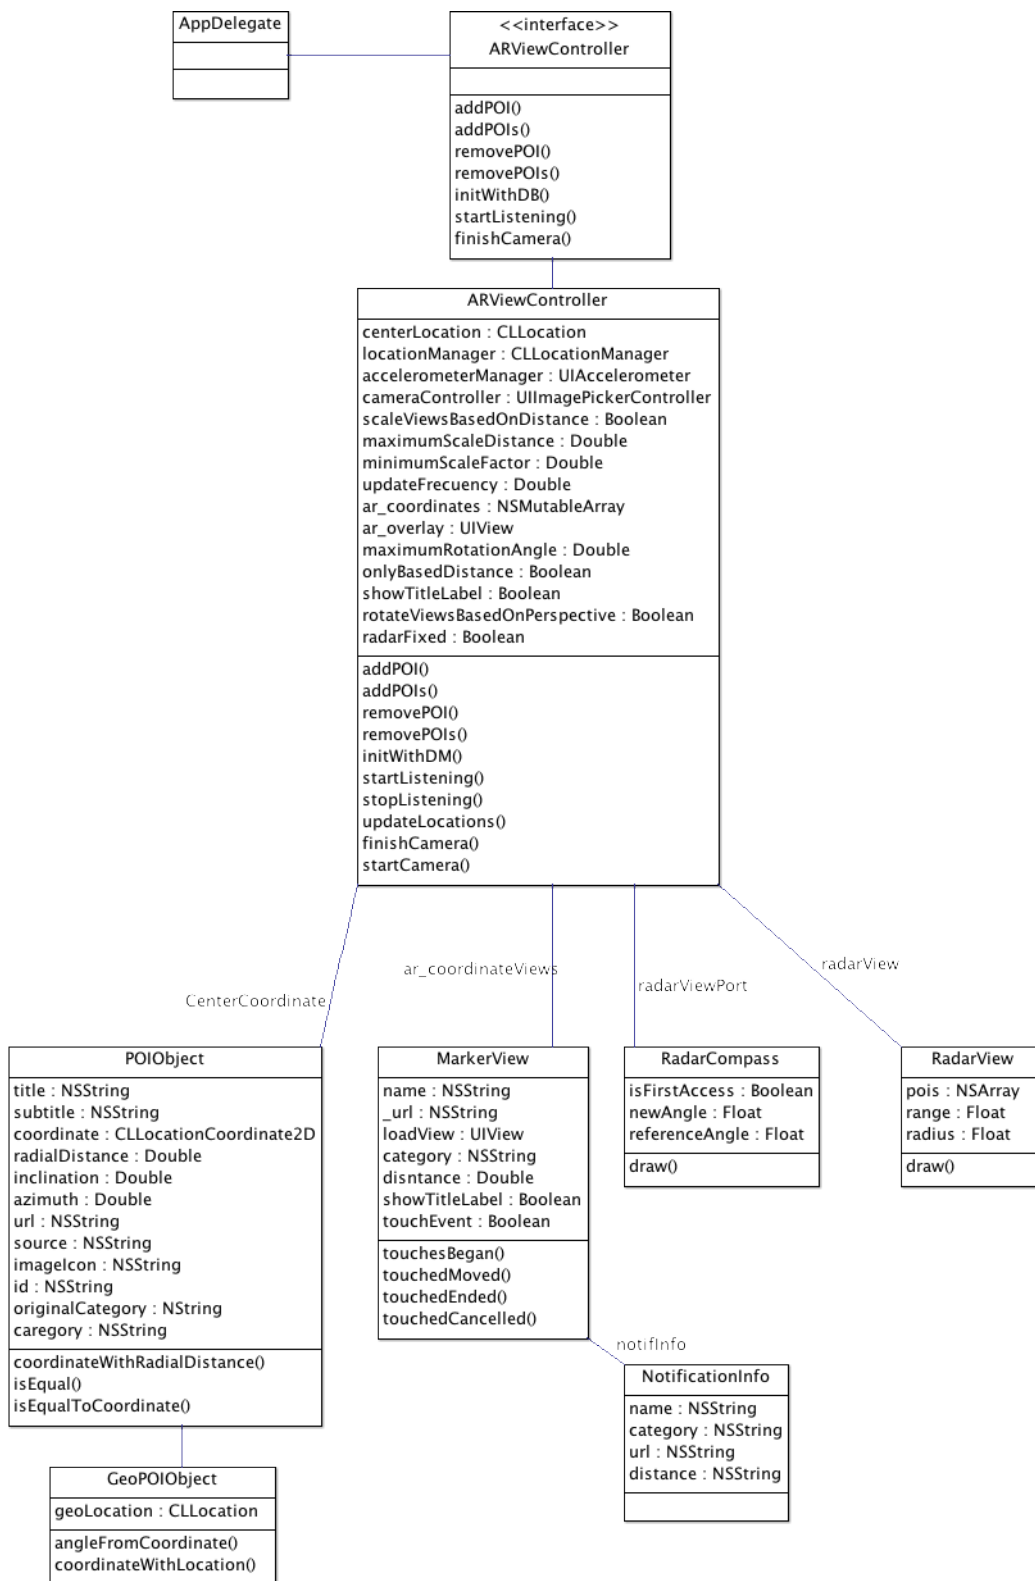 AppDelegate
<<interface>>
ARViewController
addPOI()
addPOIs()
removePOI()
removePOIs()
initWithDB()
startListening()
finishCamera()
ARViewController
centerLocation : CLLocation
locationManager : CLLocationManager
accelerometerManager : UIAccelerometer
cameraController : UIImagePickerController
scaleViewsBasedOnDistance : Boolean
maximumScaleDistance : Double
minimumScaleFactor : Double
updateFrecuency : Double
ar_coordinates : NSMutableArray
ar_overlay : UIView
maximumRotationAngle : Double
onlyBasedDistance : Boolean
showTitleLabel : Boolean
rotateViewsBasedOnPerspective : Boolean
radarFixed : Boolean
addPOI()
addPOIs()
removePOI()
removePOIs()
initWithDM()
startListening()
stopListening()
updateLocations()
finishCamera()
startCamera()
CenterCoordinate
ar_coordinateViews
radarViewPort
radarView
POIObject
title : NSString
subtitle : NSString
coordinate : CLLocationCoordinate2D
radialDistance : Double
inclination : Double
azimuth : Double
url : NSString
source : NSString
imageIcon : NSString
id : NSString
originalCategory : NString
caregory : NSString
coordinateWithRadialDistance()
isEqual()
isEqualToCoordinate()
MarkerView
name : NSString
_url : NSString
loadView : UIView
category : NSString
disntance : Double
showTitleLabel : Boolean
touchEvent : Boolean
touchesBegan()
touchedMoved()
touchedEnded()
touchedCancelled()
RadarCompass
isFirstAccess : Boolean
newAngle : Float
referenceAngle : Float
draw()
RadarView
pois : NSArray
range : Float
radius : Float
draw()
notifInfo
NotificationInfo
name : NSString
category : NSString
url : NSString
distance : NSString
GeoPOIObject
geoLocation : CLLocation
angleFromCoordinate()
coordinateWithLocation()